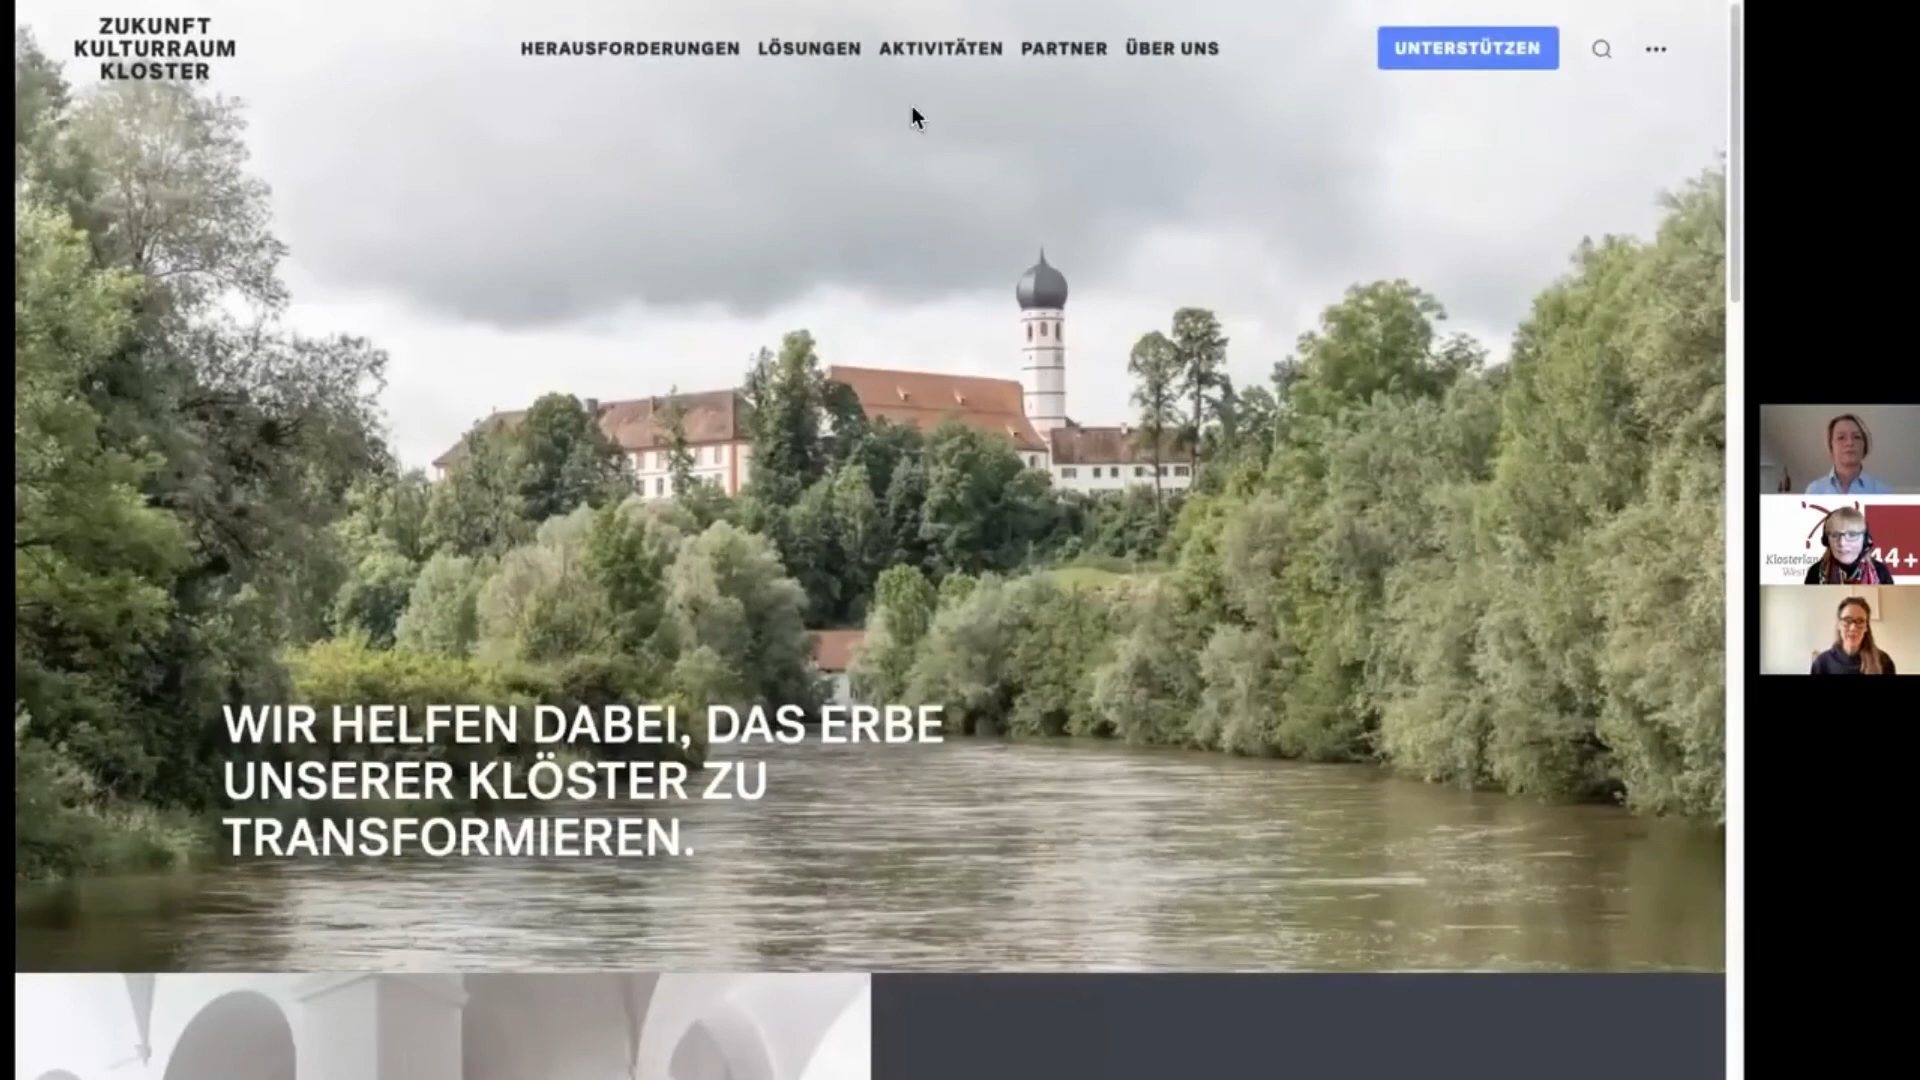 ZUKUNFT
KULTURRAUM
KLOSTER
HERAUSFORDERUNGEN LÖSUNGEN AKTIVITÄTEN PARTNER ÜBER UNS
UNTERSTÜTZEN
WIR HELFEN DABEI, DAS ERBE
UNSERER KLÖSTER ZU
TRANSFORMIEREN.
44+